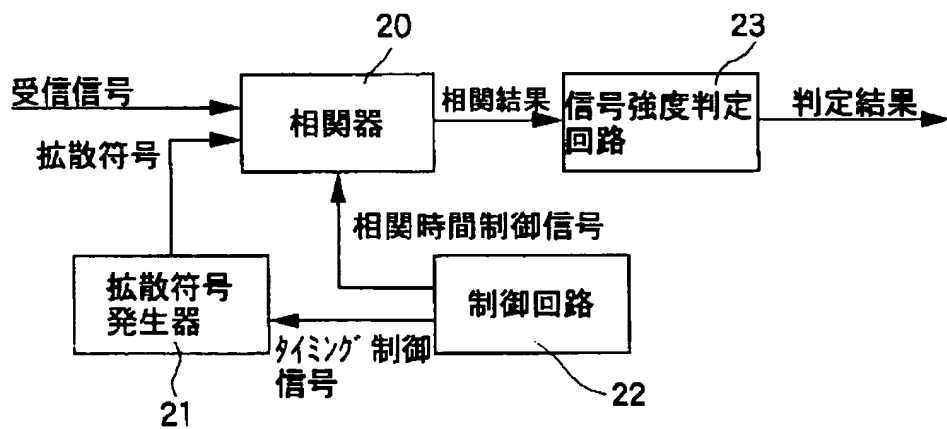 20
23
受信信号
相関器
相関結果
信号強度判定
回路
判定結果
拡散符号
相関時間制御信号
拡散符号
発生器
制御回路
ﾀｲﾐﾝｸﾞ制御
信号
21
22